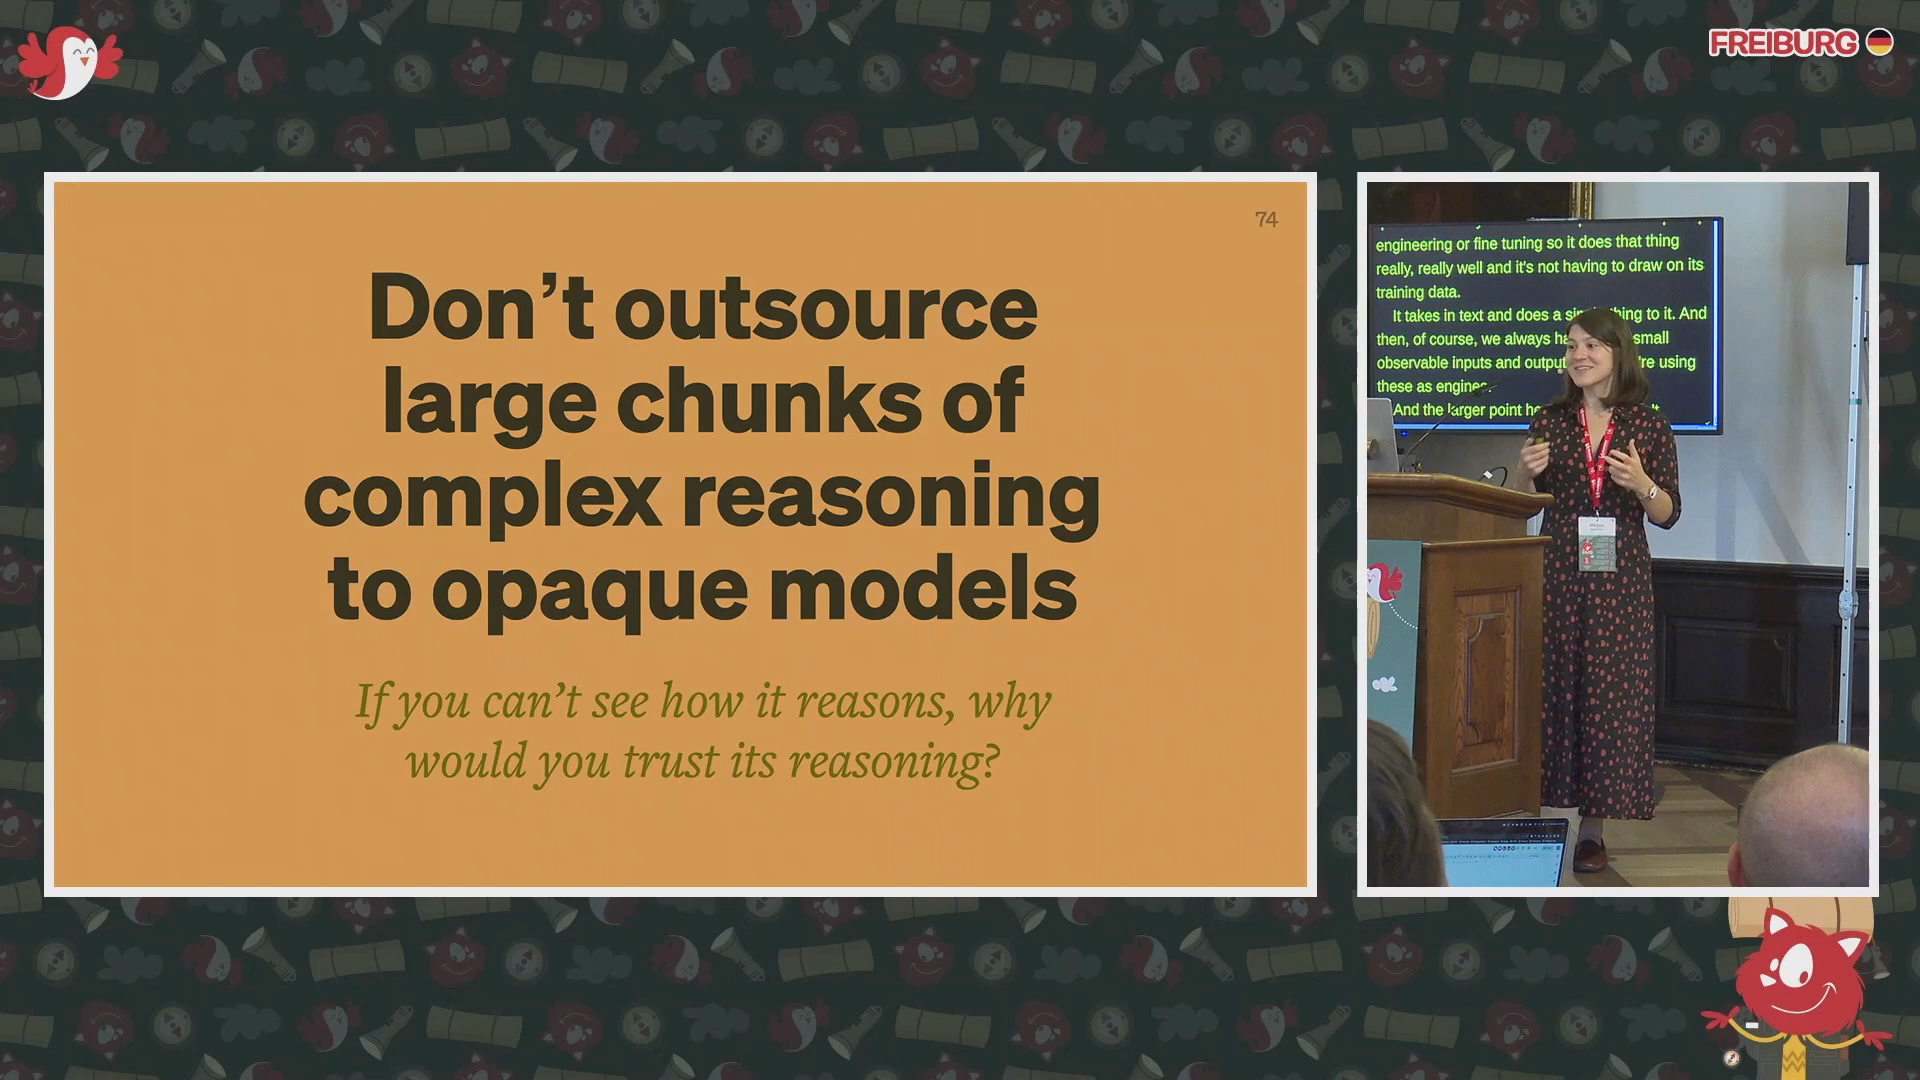 FREIBURG
74
Don’t outsource
large chunks of
complex reasoning
to opaque models
If you can’t see how it reasons, why
would you trust its reasoning?
engineering or fine tuning so it does that thing
really, really well and it's not having to draw on its
training data.
It takes in text and does a thing to it. And
then, of course, we always small
observable inputs and using
these as engines.
And the larger point